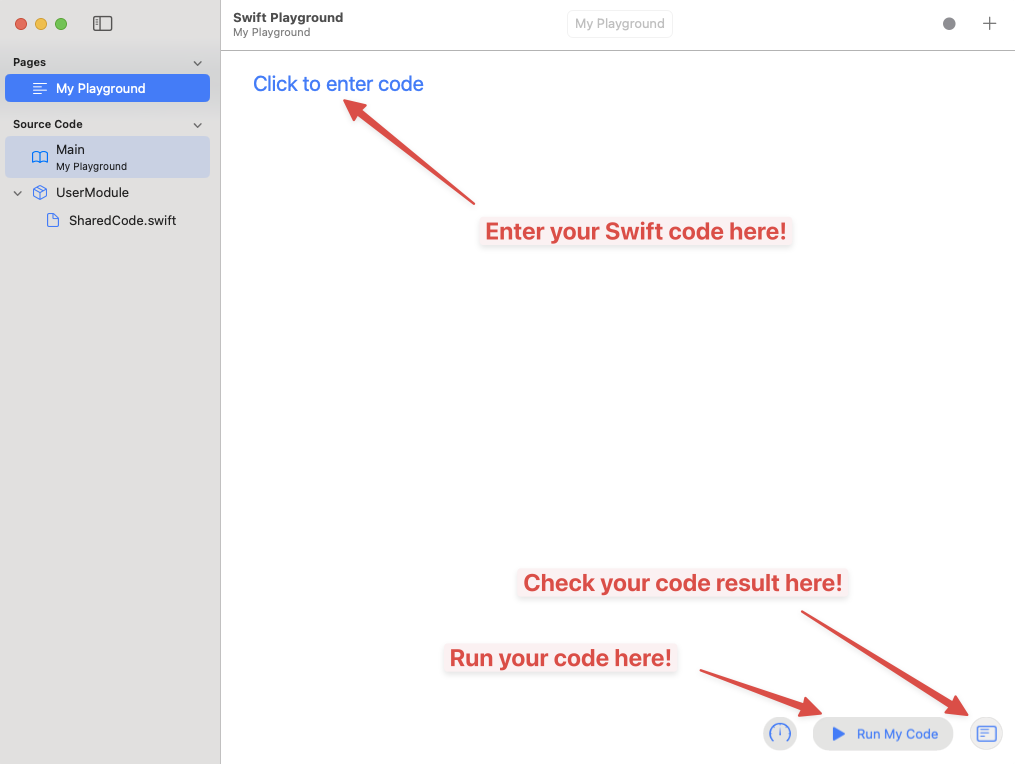 Swift Playground
My Playground
My Playground
Pages
My Playground
Source Code
Main
My Playground
UserModule
SharedCode.swift
Click to enter code
Enter your Swift code here!
Check your code result here!
Run your code here!
Run My Code